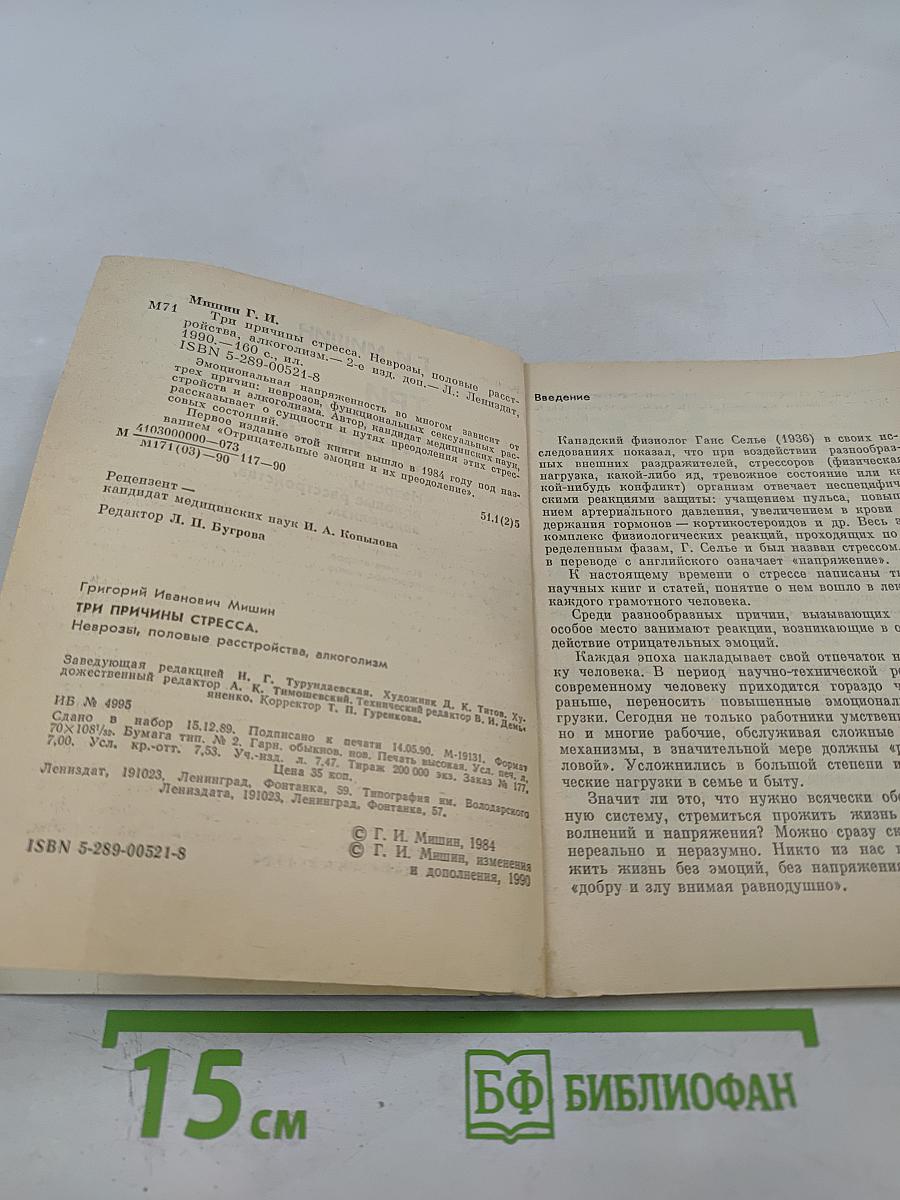 Мишин Г. И.
М71 Три причины стресса. Неврозы, половые расст-
ройства, алкоголизм.— 2-е изд. доп.— Л.: Лениздат,
1990.—160 с., ил.
ISBN 5-289-00521-8
Эмоциональная напряженность во многом зависит от
трех причин: неврозов, функциональных сексуальных рас-
стройств и алкоголизма. Автор, кандидат медицинских наук,
рассказывает о сущности и путях преодоления этих стрес-
совых состояний.
Первое издание этой книги вышло в 1984 году под наз-
ванием «Отрицательные эмоции и их преодоление».
М 4103000000—073
М171(03)—90 117—90
51.1(2)5
Рецензент —
кандидат медицинских наук И. А. Копылова
Редактор Л. П. Бугрова
Григорий Иванович Мишин
ТРИ ПРИЧИНЫ СТРЕССА.
Неврозы, половые расстройства, алкоголизм
Заведующая редакцией И. Г. Турундаевская. Художник Д. К. Титов. Ху-
дожественный редактор А. К. Тимошевский. Технический редактор В. И. Демь-
яненко. Корректор Т. П. Гуренкова.
ИБ № 4995
Сдано в набор 15.12.89. Подписано к печати 14.05.90. М-19131. Формат
70×108¹/₃₂. Бумага тип. № 2. Гарн. обыкнов. нов. Печать высокая. Усл. печ. л.
7,00. Усл. кр.-отт. 7,53. Уч.-изд. л. 7,47. Тираж 200 000 экз. Заказ № 177.
Цена 35 коп.
Лениздат, 191023, Ленинград, Фонтанка, 59. Типография им. Володарского
Лениздата, 191023, Ленинград, Фонтанка, 57.
© Г. И. Мишин, 1984
© Г. И. Мишин, изменения
и дополнения, 1990
ISBN 5-289-00521-8
Введение
Канадский физиолог Ганс Селье (1936) в своих ис-
следованиях показал, что при воздействии разнообраз-
ных внешних раздражителей, стрессоров (физическая
нагрузка, какой-либо яд, тревожное состояние или ка-
кой-нибудь конфликт) организм отвечает неспецифиче
скими реакциями защиты: учащением пульса, повыш
нием артериального давления, увеличением в крови
держания гормонов — кортикостероидов и др. Весь
комплекс физиологических реакций, проходящих по
ределенным фазам, Г. Селье и был назван стрессом
в переводе с английского означает «напряжение».
К настоящему времени о стрессе написаны т
научных книг и статей, понятие о нем вошло в лек
каждого грамотного человека.
Среди разнообразных причин, вызывающих
особое место занимают реакции, возникающие в о
действие отрицательных эмоций.
Каждая эпоха накладывает свой отпечаток н
ку человека. В период научно-технической ре
современному человеку приходится гораздо ч
раньше, переносить повышенные эмоционал
грузки. Сегодня не только работники умственн
но и многие рабочие, обслуживая сложные
механизмы, в значительной мере должны «р
ловой». Усложнились в большой степени и
ческие нагрузки в семье и быту.
Значит ли это, что нужно всячески обе
ную систему, стремиться прожить жизнь
волнений и напряжения? Можно сразу ск
нереально и неразумно. Никто из нас н
жить жизнь без эмоций, без напряжения
«добру и злу внимая равнодушно».
15 см
БФ БИБЛИОФАН